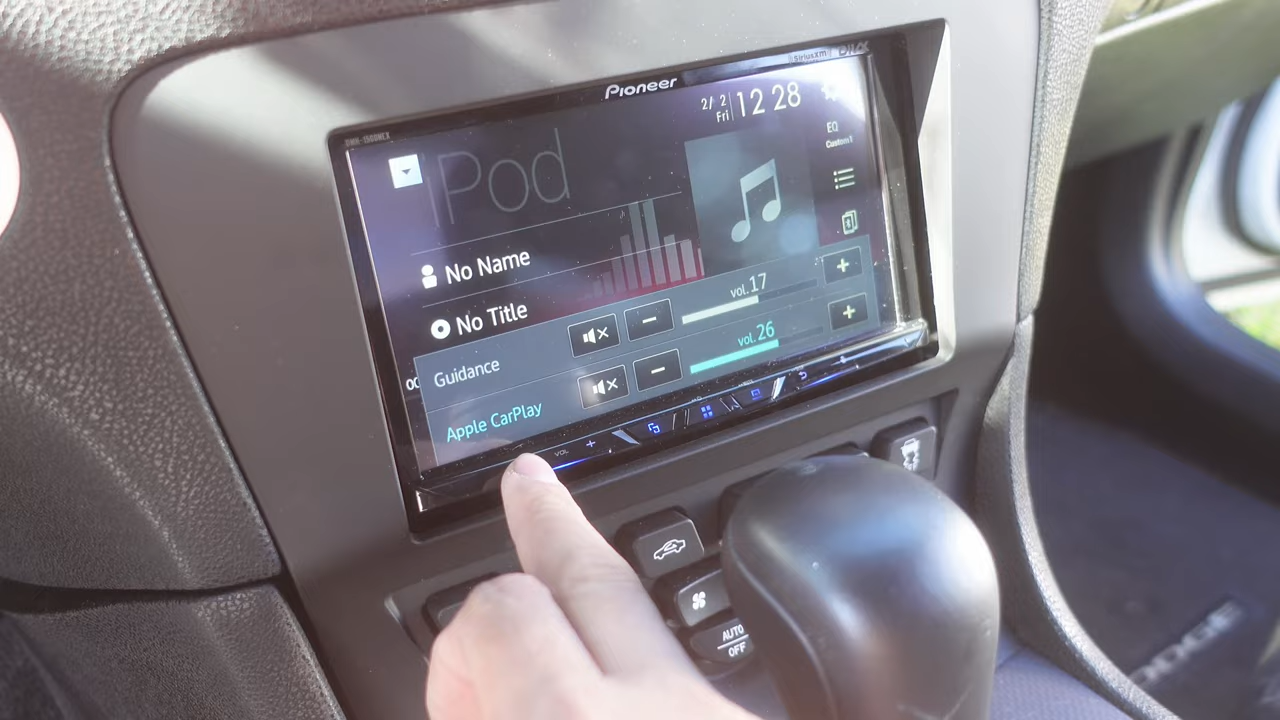 Pioneer
SiriusXm
2/ 2
Fri
12 28
iPod
EQ
Custom1
No Name
No Title
Guidance
vol.17
Apple CarPlay
vol.26
VOL
AUTO
OFF